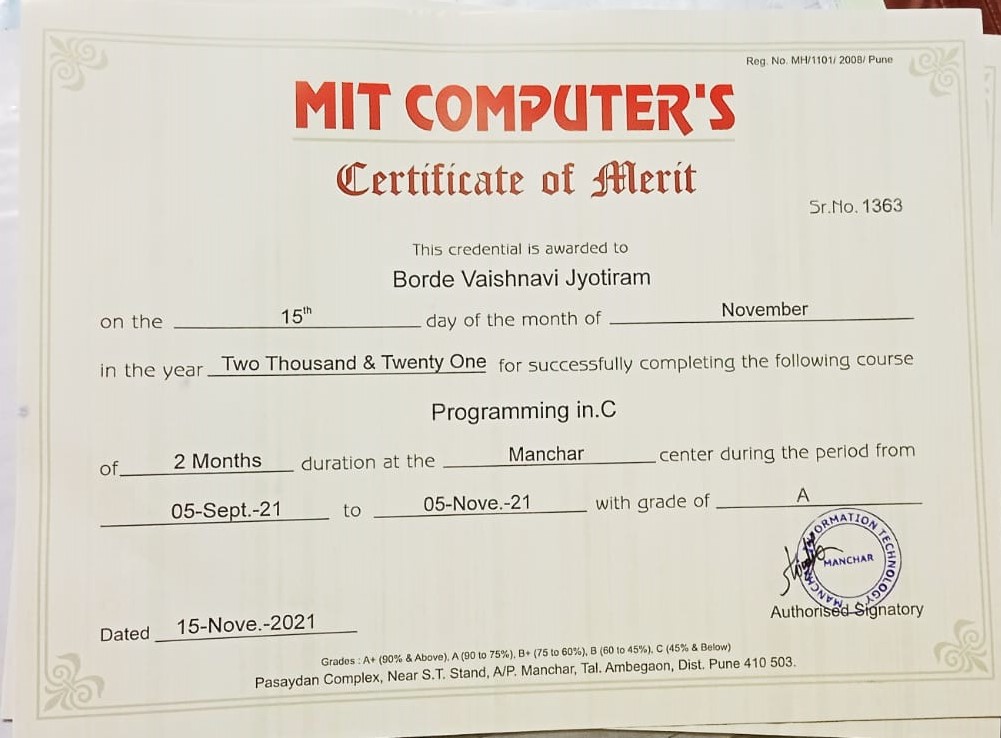 Reg. No. MH/1101/ 2008/ Pune
MIT COMPUTER'S
Certificate of Merit
Sr.No. 1363
This credential is awarded to
Borde Vaishnavi Jyotiram
on the 15th day of the month of November
in the year Two Thousand & Twenty One for successfully completing the following course
Programming in.C
of 2 Months duration at the Manchar center during the period from
05-Sept.-21 to 05-Nove.-21 with grade of A
INFORMATION TECHNOLOGY
MANCHAR
MANCHAR
Authorised Signatory
Dated 15-Nove.-2021
Grades : A+ (90% & Above), A (90 to 75%), B+ (75 to 60%), B (60 to 45%), C (45% & Below)
Pasaydan Complex, Near S.T. Stand, A/P. Manchar, Tal. Ambegaon, Dist. Pune 410 503.